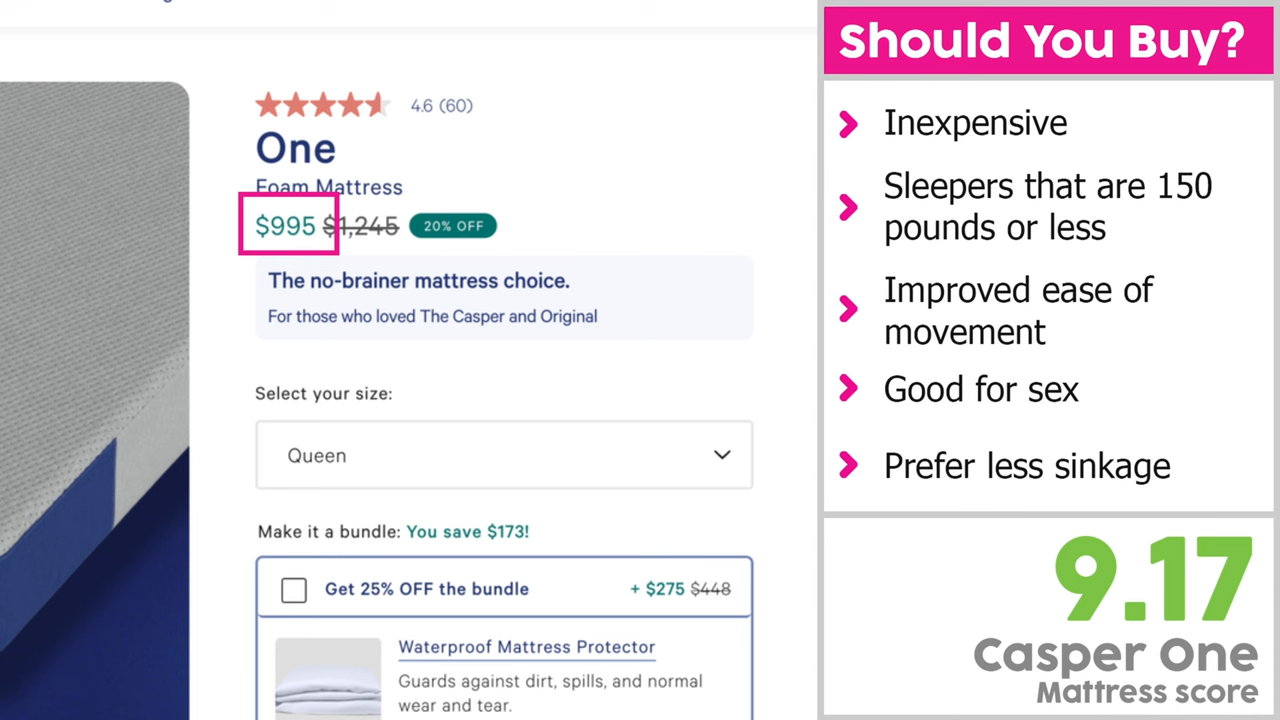 4.6 (60)
One
Foam Mattress
$995 $1,245 20% OFF
The no-brainer mattress choice.
For those who loved The Casper and Original
Select your size:
Queen
Make it a bundle: You save $173!
Get 25% OFF the bundle + $275 $448
Waterproof Mattress Protector
Guards against dirt, spills, and normal
wear and tear.
Should You Buy?
Inexpensive
Sleepers that are 150
pounds or less
Improved ease of
movement
Good for sex
Prefer less sinkage
9.17
Casper One
Mattress score